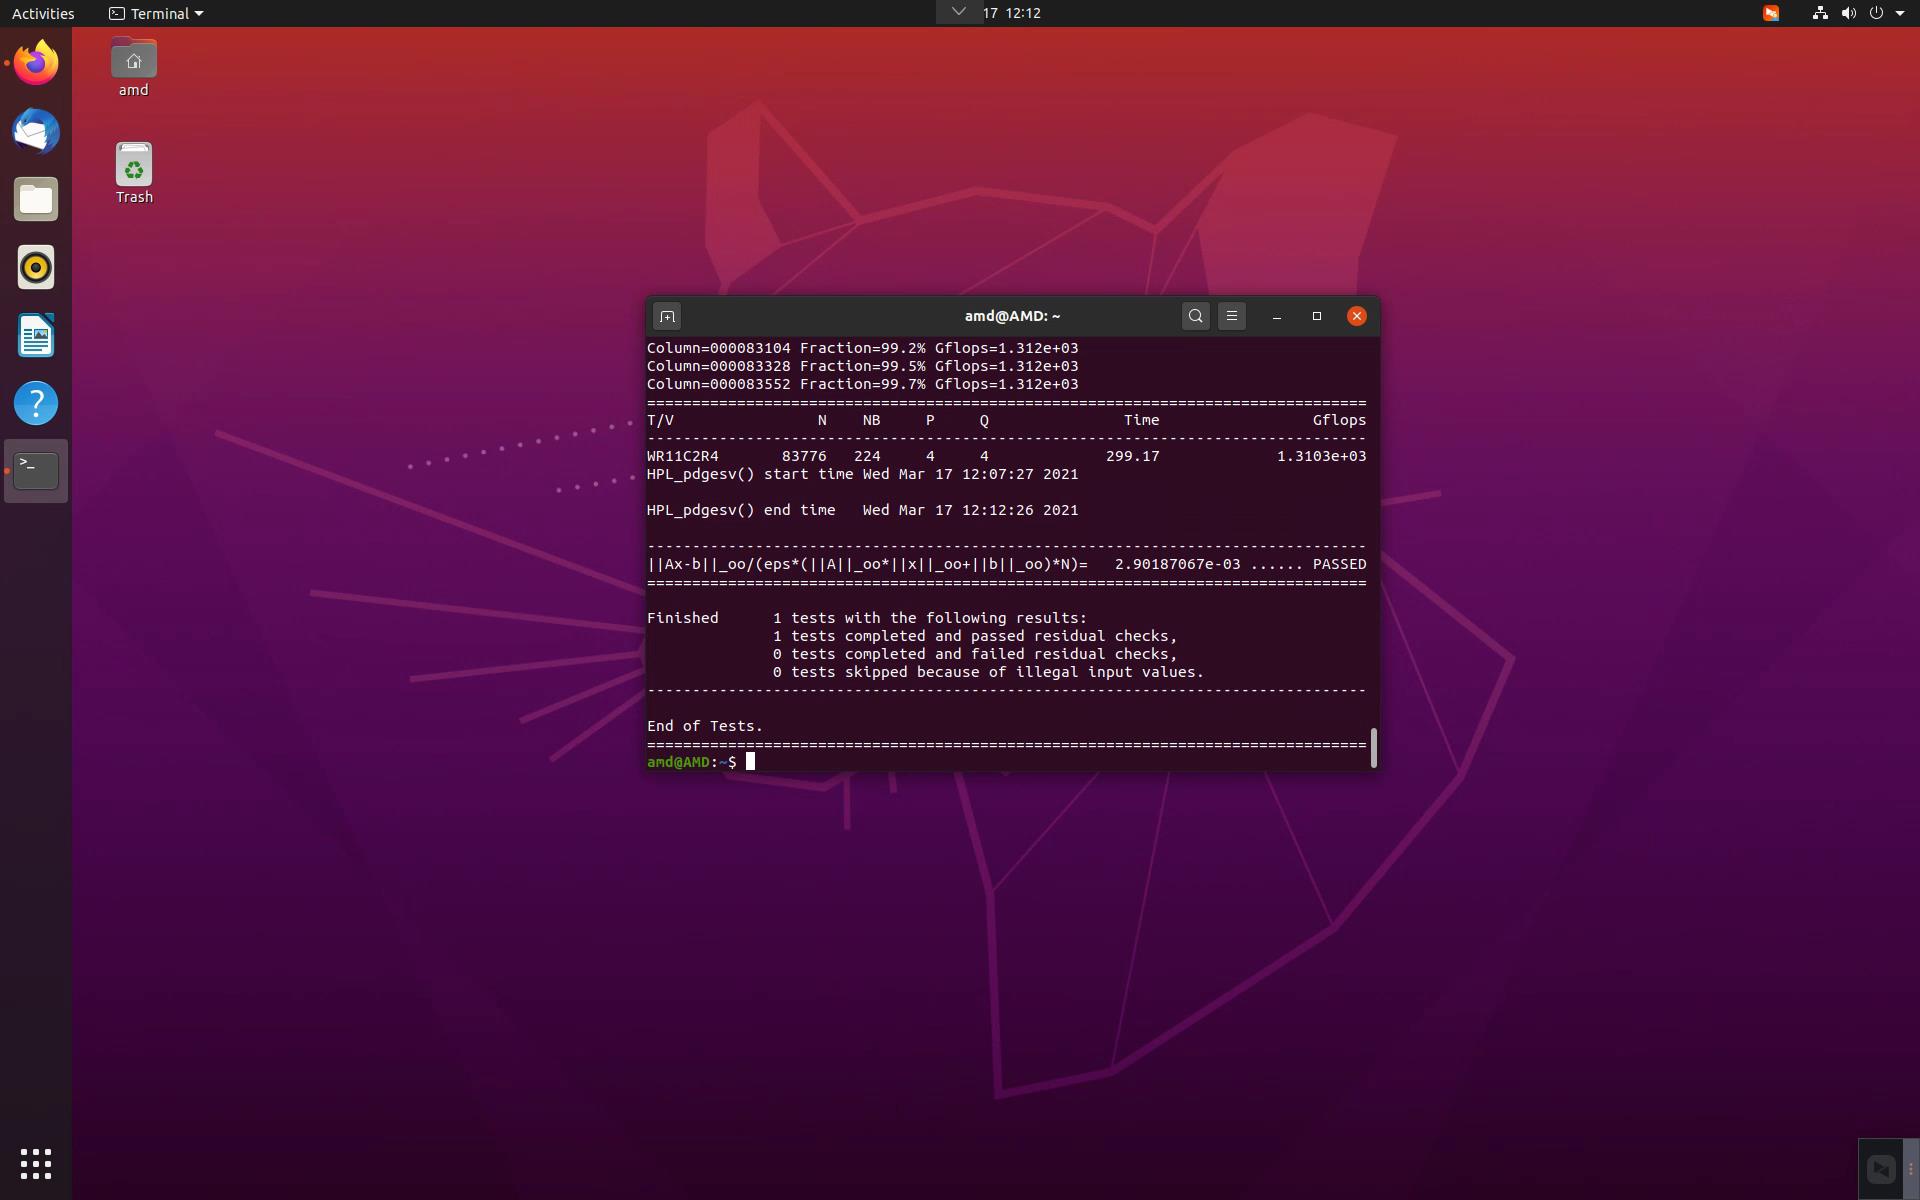 Activities Terminal 17 12:12
amd
Trash
amd@AMD: ~
Column=000083104 Fraction=99.2% Gflops=1.312e+03
Column=000083328 Fraction=99.5% Gflops=1.312e+03
Column=000083552 Fraction=99.7% Gflops=1.312e+03
================================================================================
T/V                N    NB     P     Q               Time                 Gflops
--------------------------------------------------------------------------------
WR11C2R4       83776   224     4     4             299.17             1.3103e+03
HPL_pdgesv() start time Wed Mar 17 12:07:27 2021
HPL_pdgesv() end time   Wed Mar 17 12:12:26 2021
--------------------------------------------------------------------------------
||Ax-b||_oo/(eps*(||A||_oo*||x||_oo+||b||_oo)*N)=   2.90187067e-03 ...... PASSED
================================================================================
Finished      1 tests with the following results:
              1 tests completed and passed residual checks,
              0 tests completed and failed residual checks,
              0 tests skipped because of illegal input values.
--------------------------------------------------------------------------------
End of Tests.
================================================================================
amd@AMD:~$